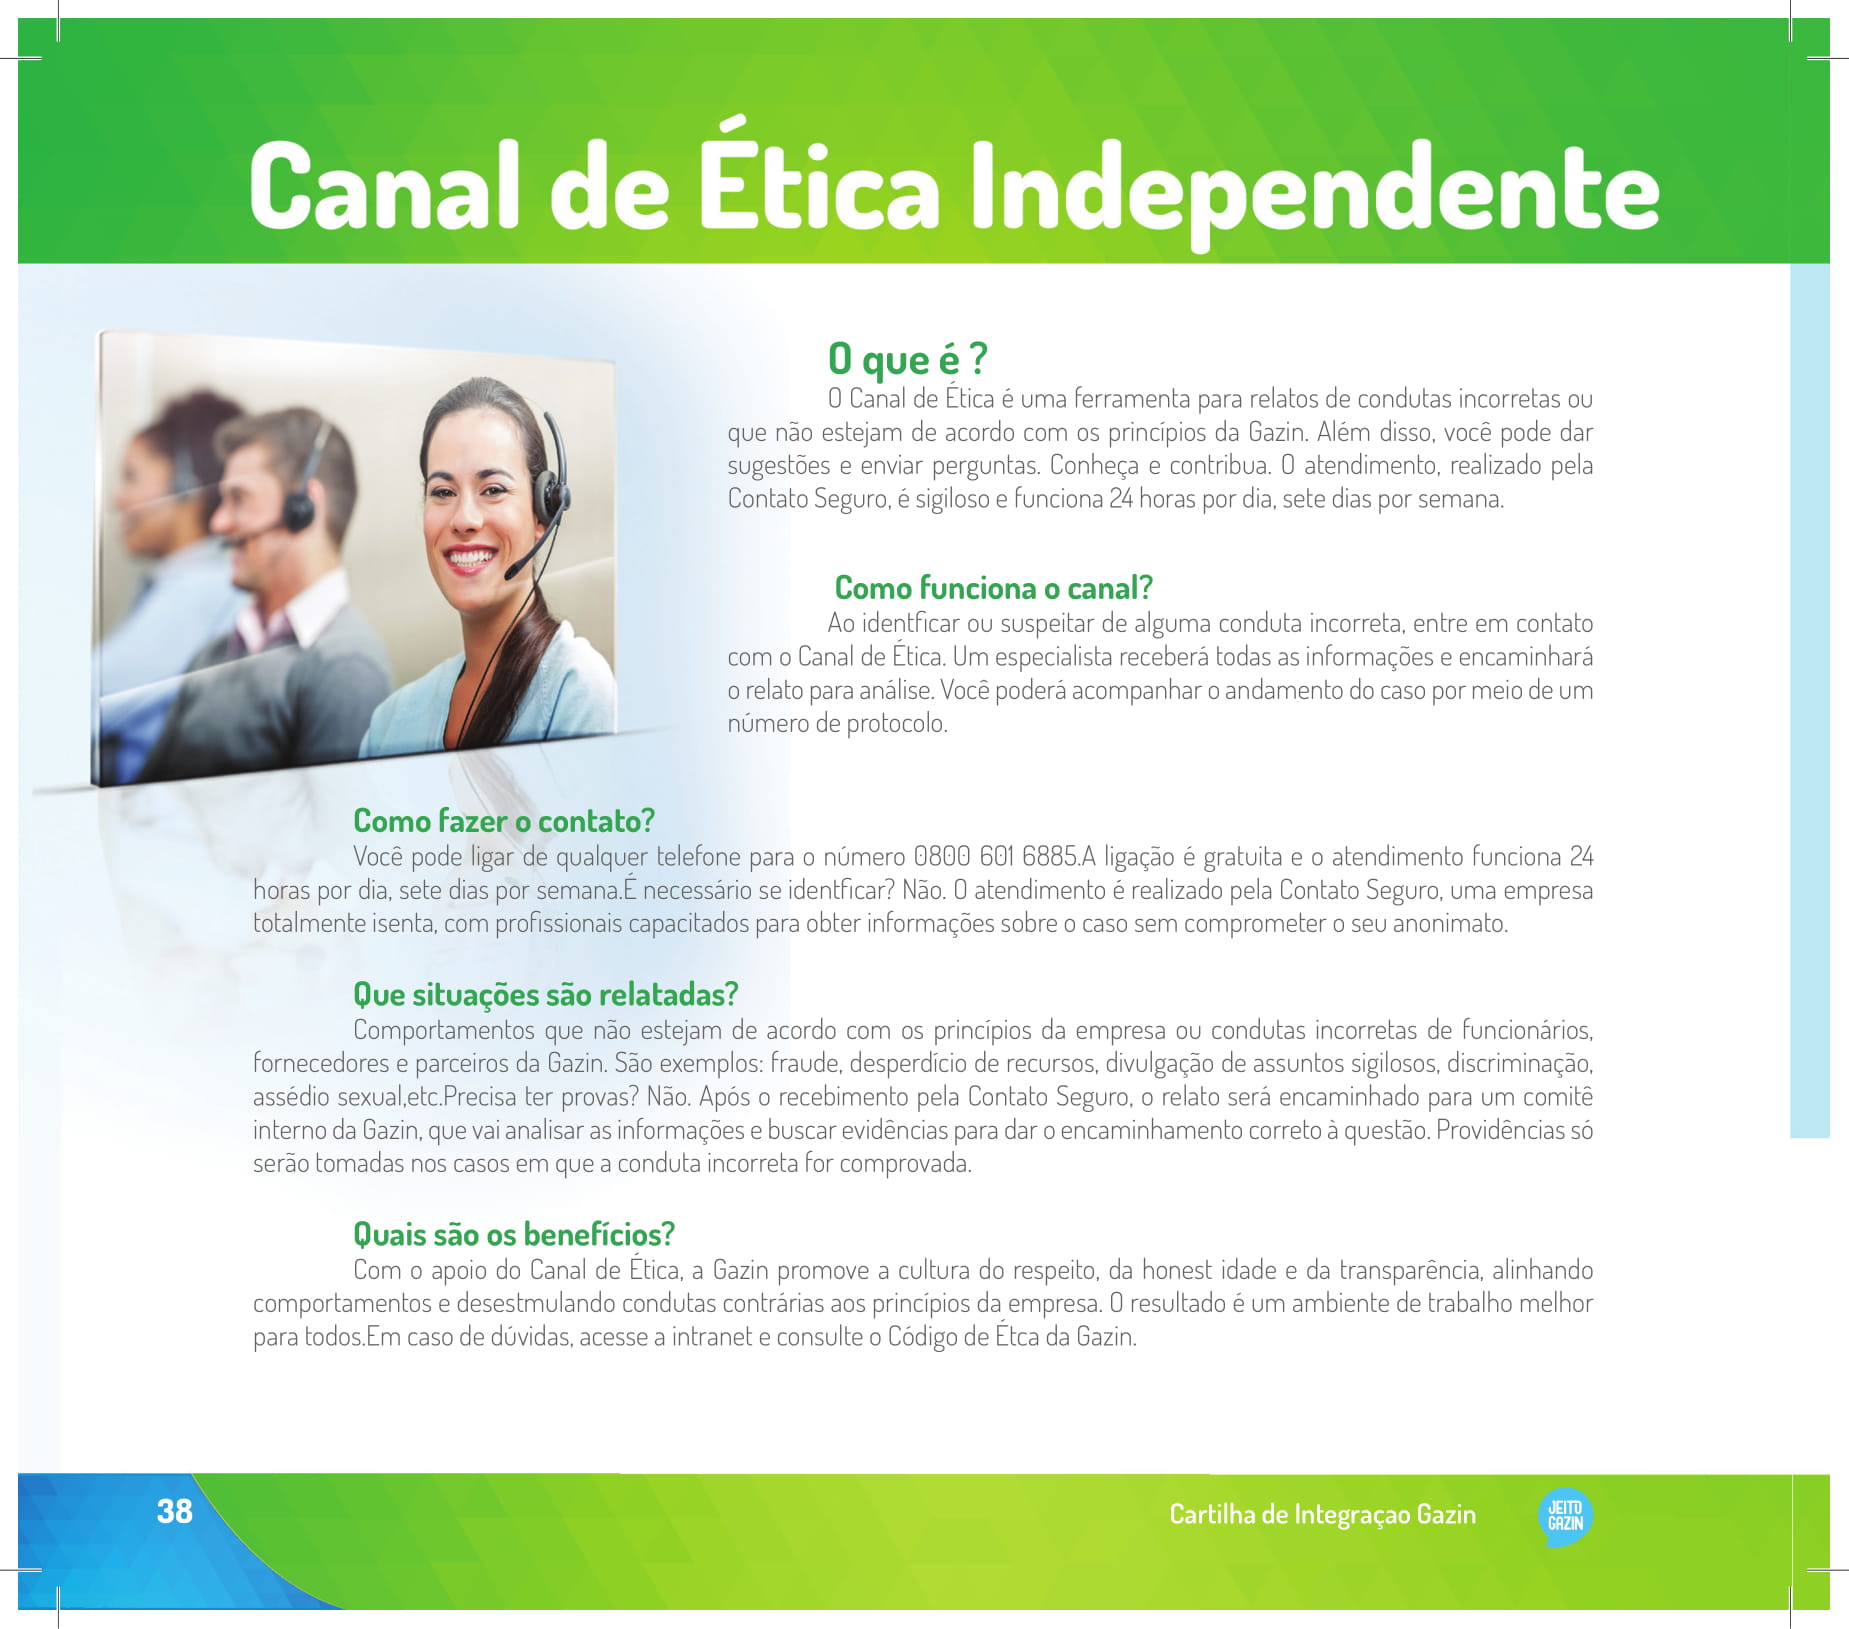 Canal de Ética Independente
O que é ?
O Canal de Ética é uma ferramenta para relatos de condutas incorretas ou
que não estejam de acordo com os princípios da Gazin. Além disso, você pode dar
sugestões e enviar perguntas. Conheça e contribua. O atendimento, realizado pela
Contato Seguro, é sigiloso e funciona 24 horas por dia, sete dias por semana.
Como funciona o canal?
Ao identficar ou suspeitar de alguma conduta incorreta, entre em contato
com o Canal de Ética. Um especialista receberá todas as informações e encaminhará
o relato para análise. Você poderá acompanhar o andamento do caso por meio de um
número de protocolo.
Como fazer o contato?
Você pode ligar de qualquer telefone para o número 0800 601 6885.A ligação é gratuita e o atendimento funciona 24
horas por dia, sete dias por semana.É necessário se identficar? Não. O atendimento é realizado pela Contato Seguro, uma empresa
totalmente isenta, com profissionais capacitados para obter informações sobre o caso sem comprometer o seu anonimato.
Que situações são relatadas?
Comportamentos que não estejam de acordo com os princípios da empresa ou condutas incorretas de funcionários,
fornecedores e parceiros da Gazin. São exemplos: fraude, desperdício de recursos, divulgação de assuntos sigilosos, discriminação,
assédio sexual,etc.Precisa ter provas? Não. Após o recebimento pela Contato Seguro, o relato será encaminhado para um comitê
interno da Gazin, que vai analisar as informações e buscar evidências para dar o encaminhamento correto à questão. Providências só
serão tomadas nos casos em que a conduta incorreta for comprovada.
Quais são os benefícios?
Com o apoio do Canal de Ética, a Gazin promove a cultura do respeito, da honest idade e da transparência, alinhando
comportamentos e desestmulando condutas contrárias aos princípios da empresa. O resultado é um ambiente de trabalho melhor
para todos.Em caso de dúvidas, acesse a intranet e consulte o Código de Étca da Gazin.
38
Cartilha de Integraçao Gazin
JEITO
GAZIN